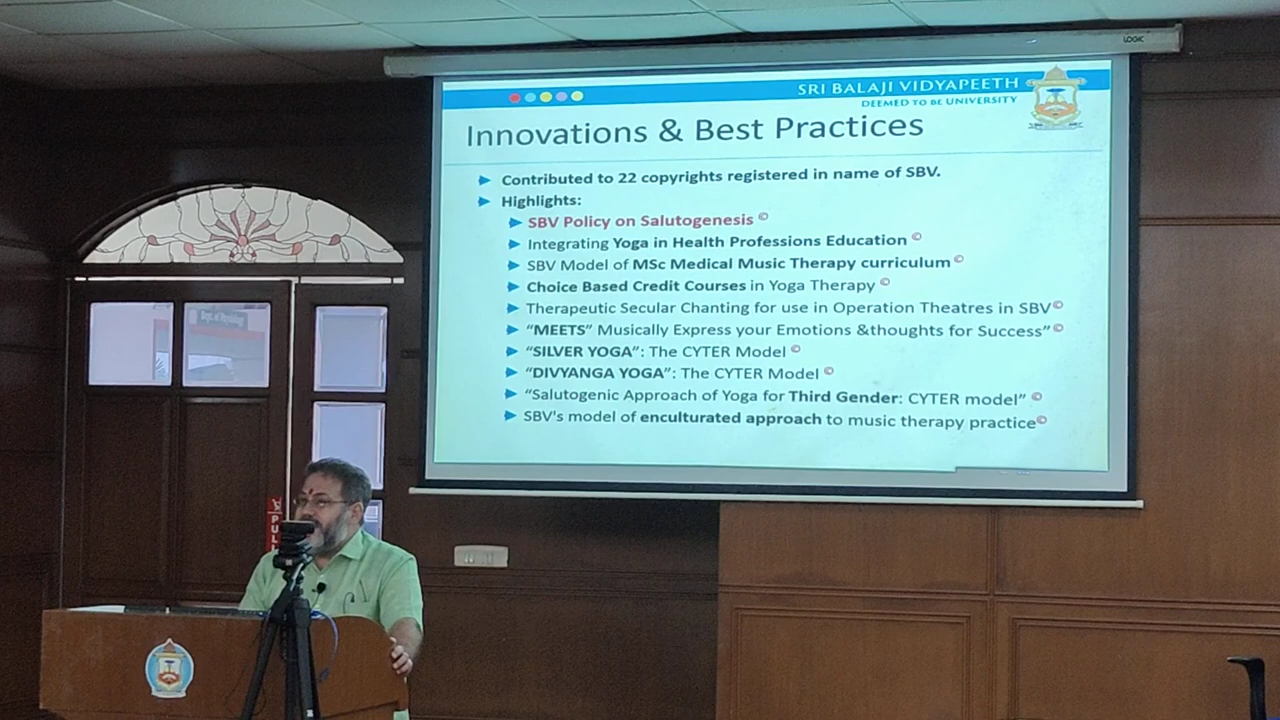 LOGIC
SRI BALAJI VIDYAPEETH
DEEMED TO BE UNIVERSITY
Innovations & Best Practices
Contributed to 22 copyrights registered in name of SBV.
Highlights:
SBV Policy on Salutogenesis ©
Integrating Yoga in Health Professions Education ©
SBV Model of MSc Medical Music Therapy curriculum ©
Choice Based Credit Courses in Yoga Therapy ©
Therapeutic Secular Chanting for use in Operation Theatres in SBV©
“MEETS” Musically Express your Emotions &thoughts for Success” ©
“SILVER YOGA”: The CYTER Model ©
“DIVYANGA YOGA”: The CYTER Model ©
“Salutogenic Approach of Yoga for Third Gender: CYTER model” ©
SBV's model of enculturated approach to music therapy practice©
Dept. of Physiology
PUL